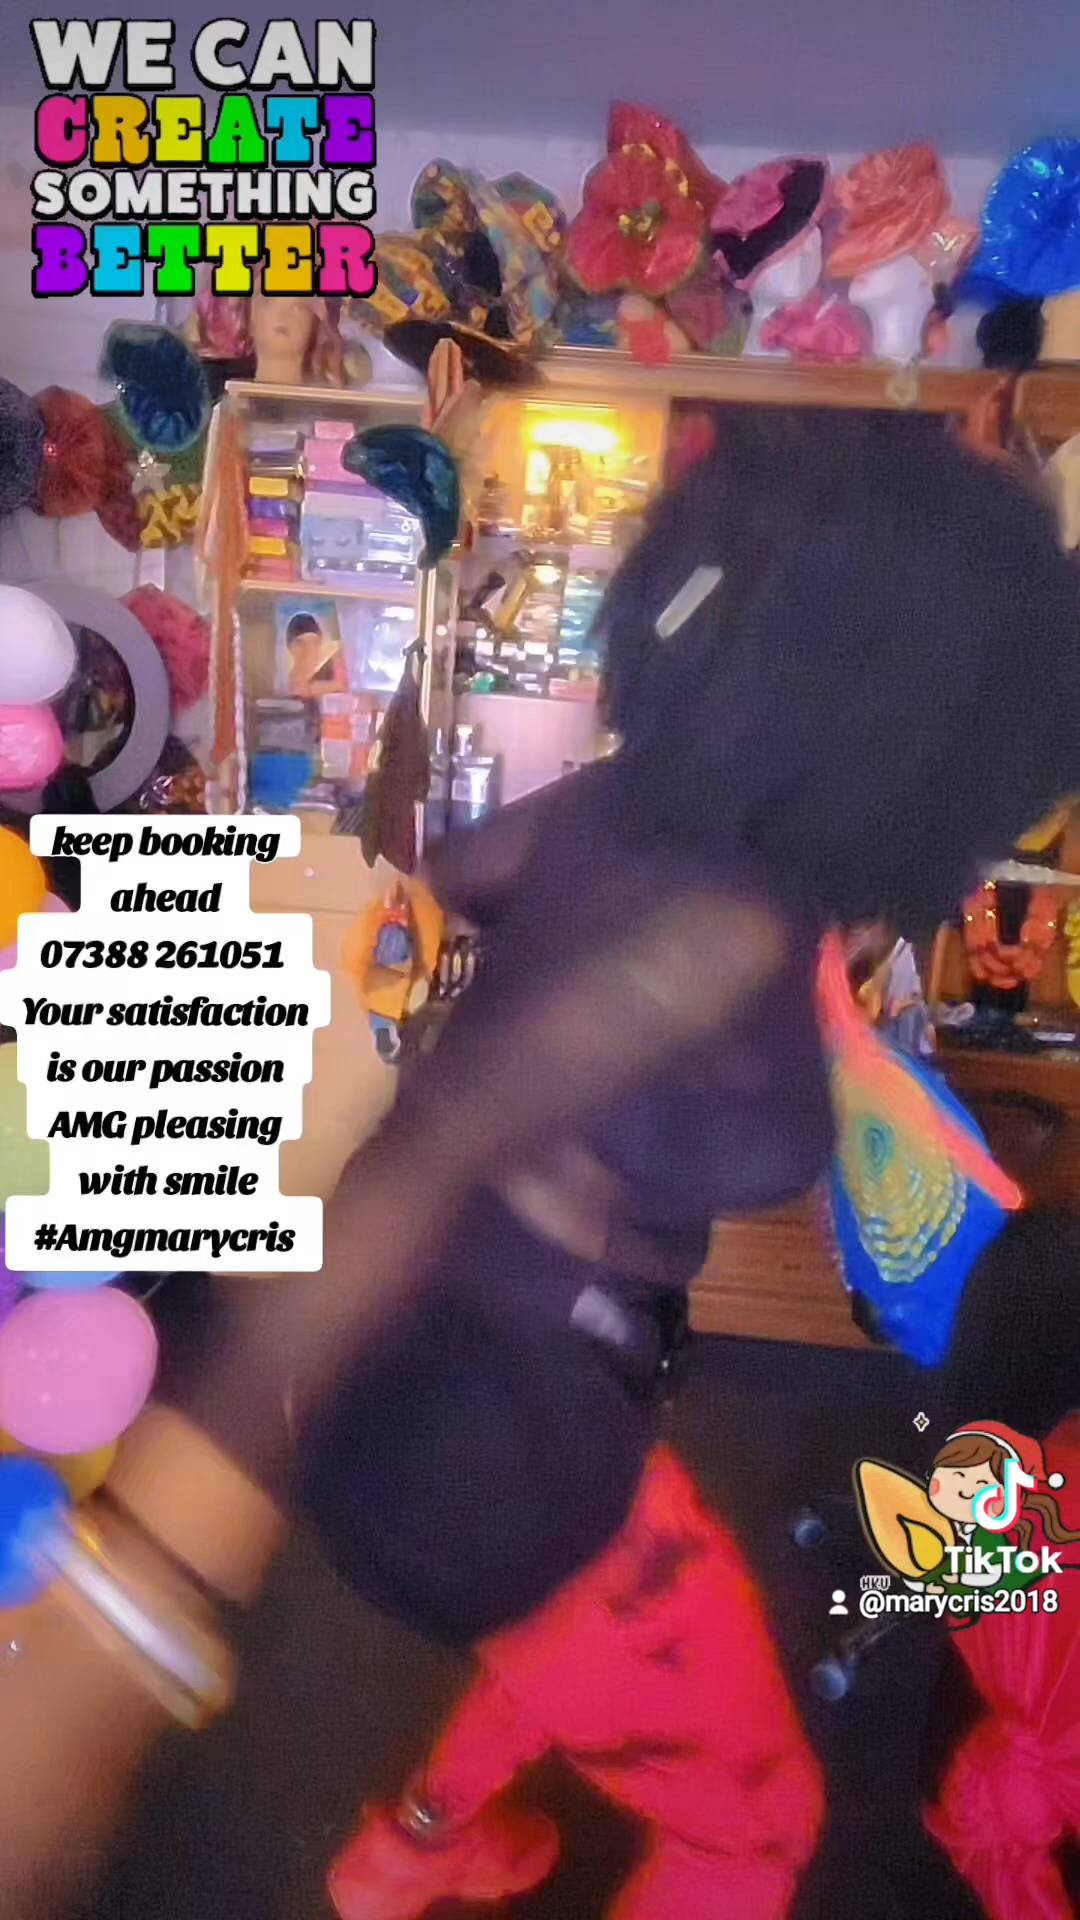 WE CAN
CREATE
SOMETHING
BETTER
keep booking
ahead
07388 261051
Your satisfaction
is our passion
AMG pleasing
with smile
#Amgmarycris
TikTok
HKU
@marycris2018